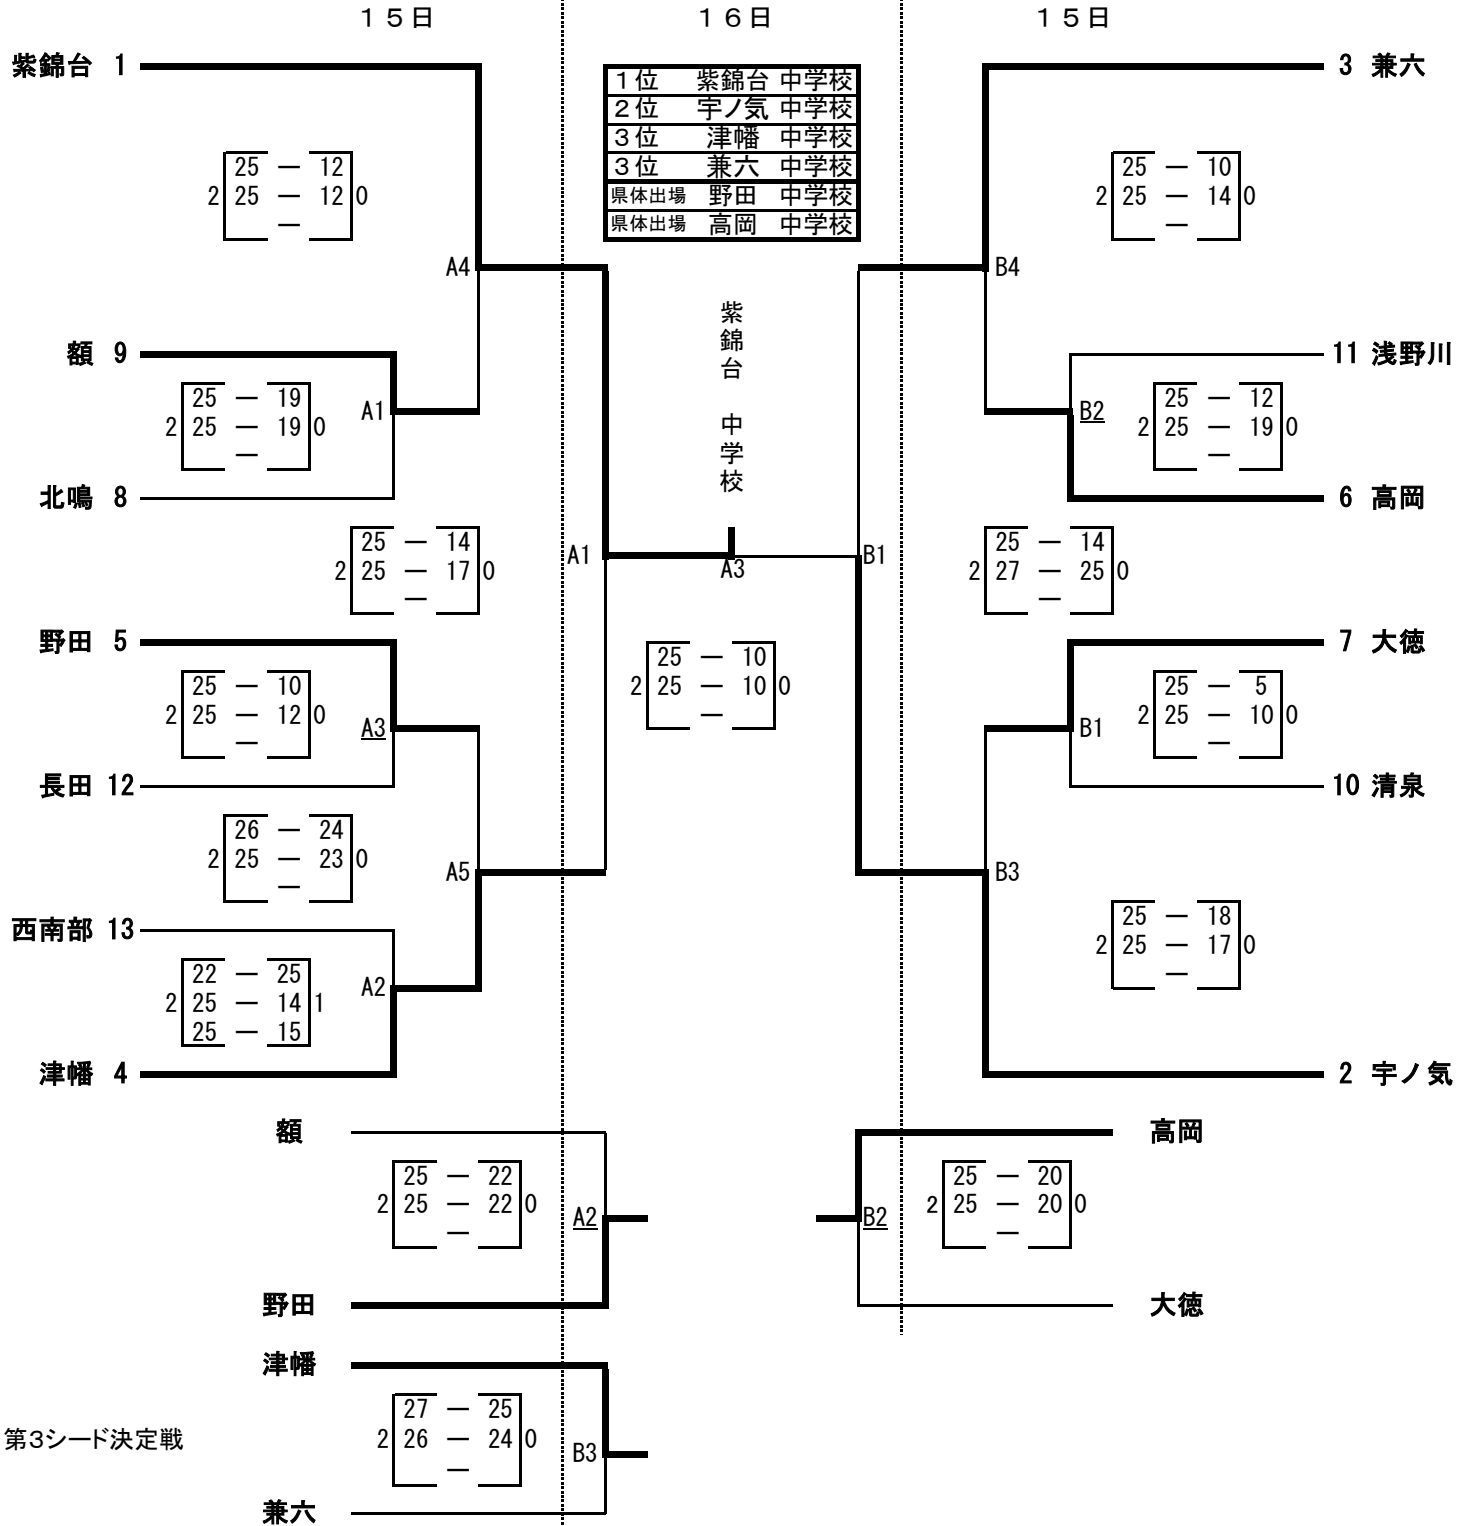 １５日　１６日　１５日
紫錦台 1
3 兼六
1位 紫錦台 中学校
2位 宇ノ気 中学校
3位 津幡 中学校
3位 兼六 中学校
県体出場 野田 中学校
県体出場 高岡 中学校
25 — 12
2 25 — 12 0
—
25 — 10
2 25 — 14 0
—
A4
B4
紫錦台 中学校
額 9
11 浅野川
25 — 19
2 25 — 19 0
—
A1
B2
25 — 12
2 25 — 19 0
—
北鳴 8
6 高岡
25 — 14
2 25 — 17 0
—
A1
A3
B1
25 — 14
2 27 — 25 0
—
野田 5
7 大徳
25 — 10
2 25 — 12 0
—
A3
25 — 10
2 25 — 10 0
—
B1
25 — 5
2 25 — 10 0
—
長田 12
10 清泉
26 — 24
2 25 — 23 0
—
A5
B3
西南部 13
25 — 18
2 25 — 17 0
—
22 — 25
2 25 — 14 1
25 — 15
A2
津幡 4
2 宇ノ気
額
高岡
25 — 22
2 25 — 22 0
—
A2
B2
25 — 20
2 25 — 20 0
—
野田
大徳
津幡
27 — 25
2 26 — 24 0
—
第3シード決定戦
B3
兼六